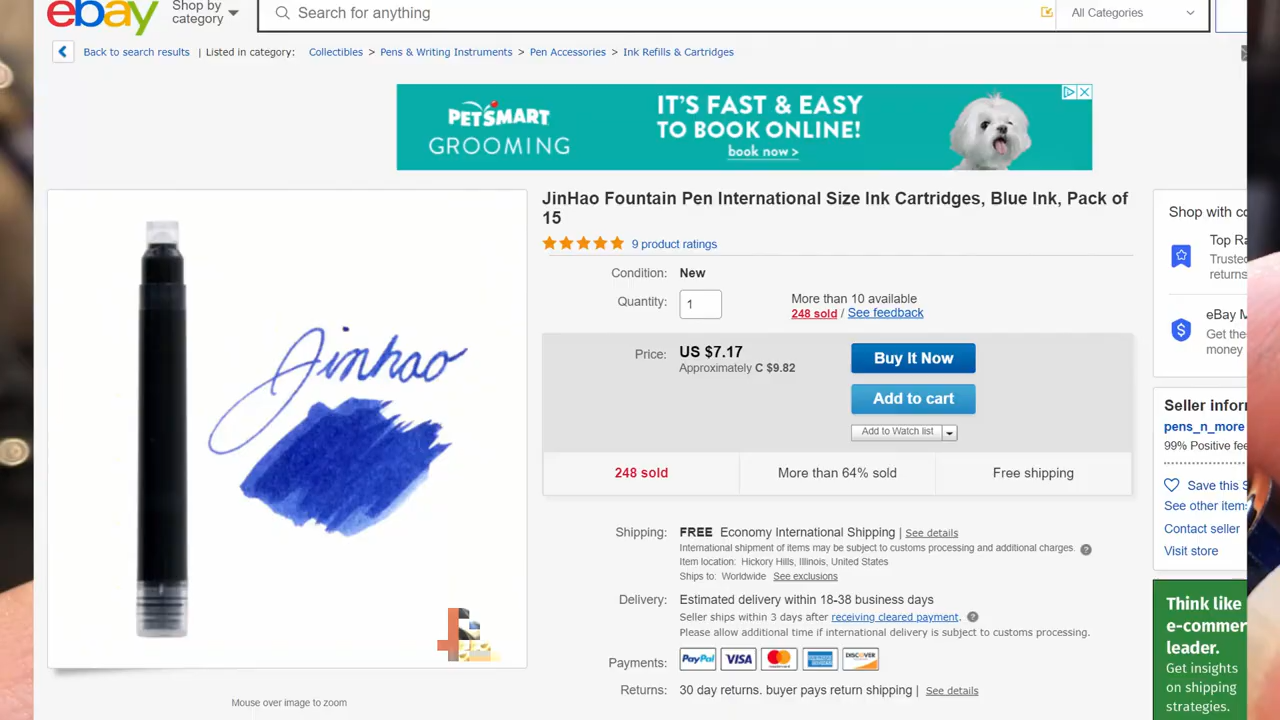 ebay
Shop by
category
Search for anything
All Categories
Back to search results | Listed in category: Collectibles > Pens & Writing Instruments > Pen Accessories > Ink Refills & Cartridges
PETSMART
GROOMING
IT'S FAST & EASY
TO BOOK ONLINE!
book now >
JinHao Fountain Pen International Size Ink Cartridges, Blue Ink, Pack of
15
9 product ratings
Condition: New
Quantity: 1
More than 10 available
248 sold / See feedback
Price: US $7.17
Approximately C $9.82
Buy It Now
Add to cart
Add to Watch list
248 sold
More than 64% sold
Free shipping
Shipping: FREE Economy International Shipping | See details
International shipment of items may be subject to customs processing and additional charges.
Item location: Hickory Hills, Illinois, United States
Ships to: Worldwide See exclusions
Delivery: Estimated delivery within 18-38 business days
Seller ships within 3 days after receiving cleared payment.
Please allow additional time if international delivery is subject to customs processing.
Payments: PayPal VISA MasterCard AMERICAN EXPRESS DISCOVER
Returns: 30 day returns. buyer pays return shipping | See details
Jinhao
Mouse over image to zoom
Shop with co
Top Ra
Trusted
returns
eBay M
Get the
money
Seller infor
pens_n_more
99% Positive fee
Save this S
See other item
Contact seller
Visit store
Think like
e-commer
leader.
Get insights
on shipping
strategies.